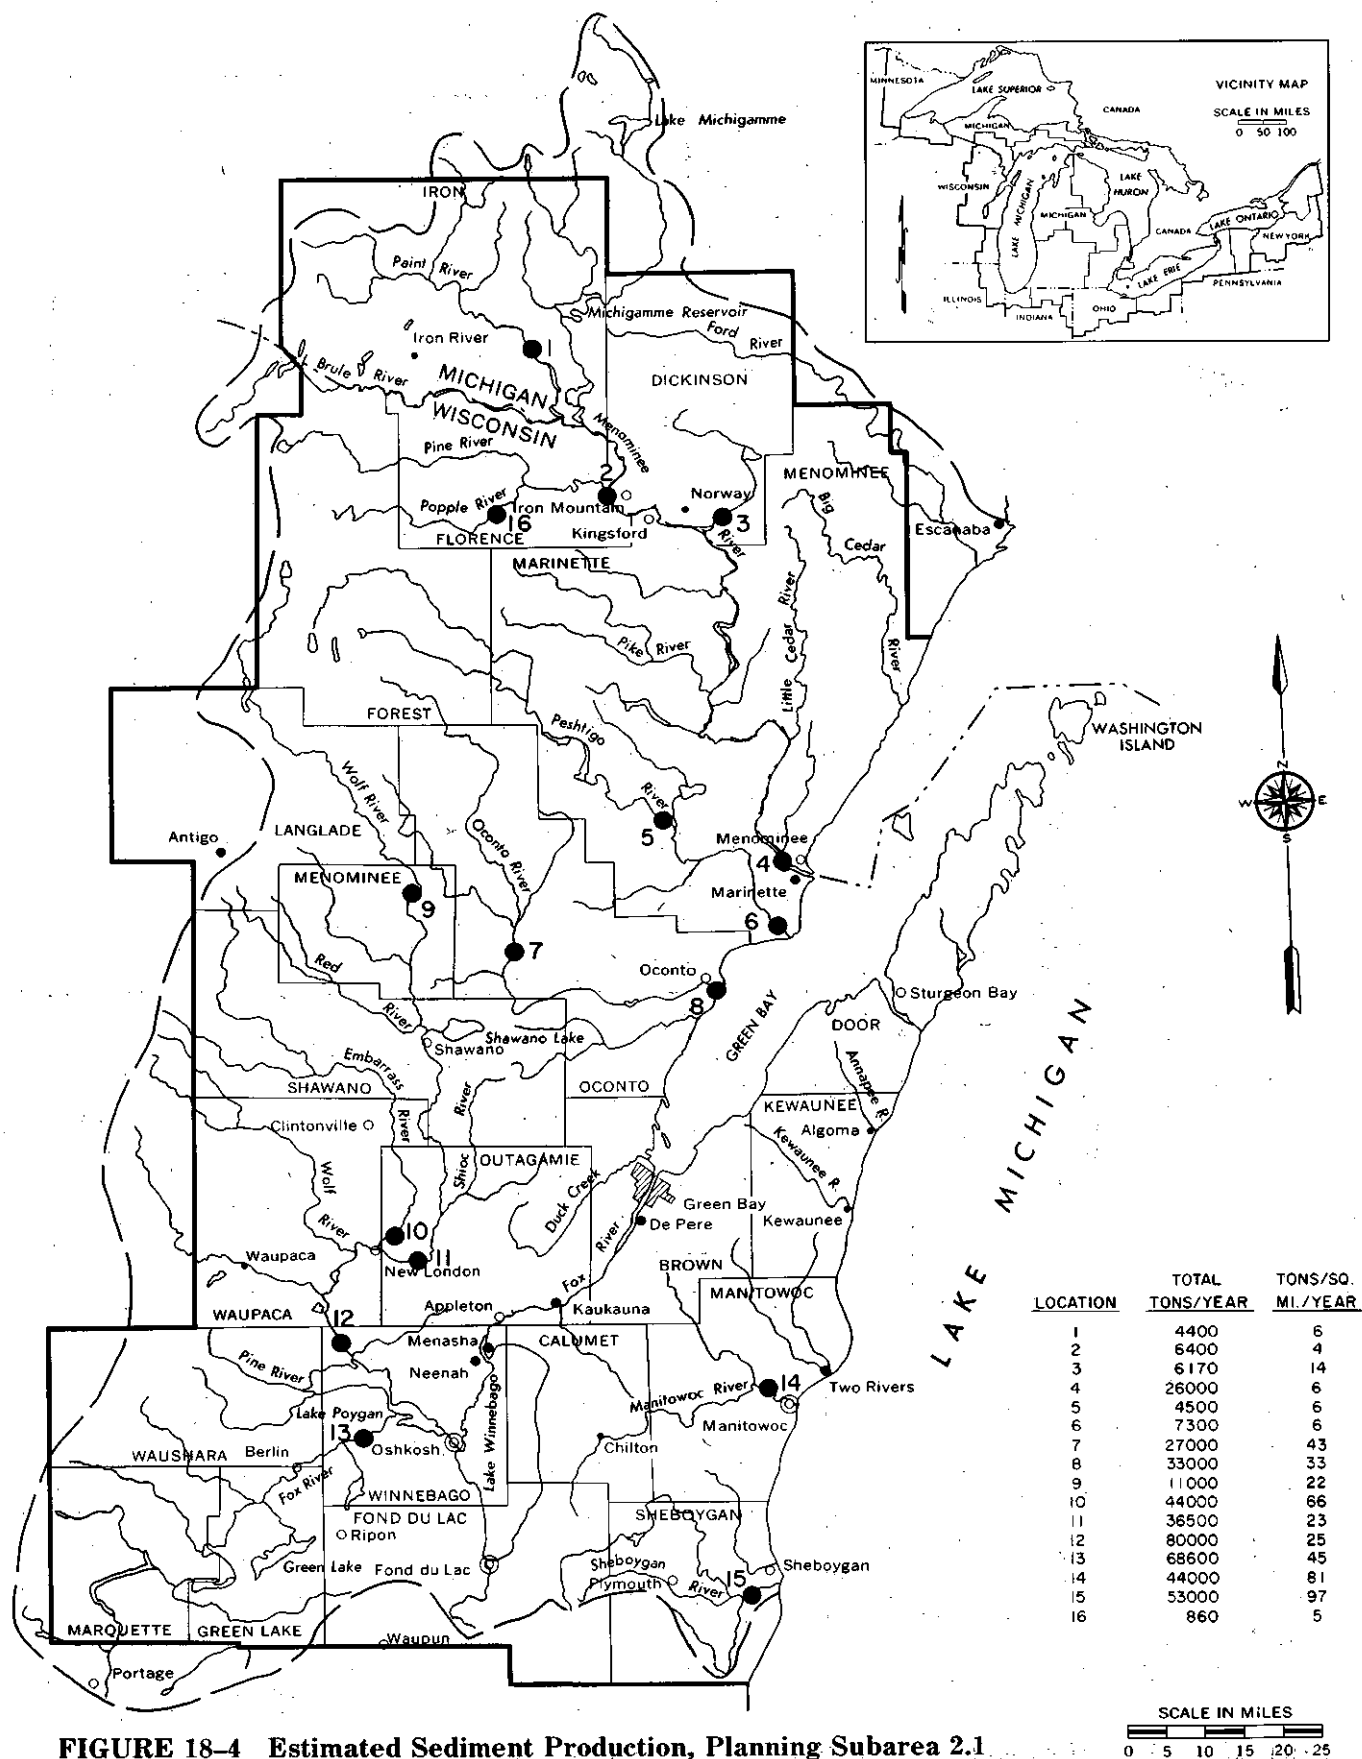 Lake Michigamme
MINNESOTA
LAKE SUPERIOR
CANADA
VICINITY MAP
SCALE IN MILES
0 50 100
MICHIGAN
WISCONSIN
LAKE MICHIGAN
MICHIGAN
LAKE HURON
CANADA
LAKE ONTARIO
NEW YORK
LAKE ERIE
PENNSYLVANIA
ILLINOIS
INDIANA
OHIO
IRON
Paint River
Michigamme Reservoir
Ford River
Iron River
1
Brule River
MICHIGAN
WISCONSIN
DICKINSON
Menominee
Pine River
MENOMINEE
2
Norway
Popple River
Iron Mountain
16
3
Big
Cedar
River
Escanaba
Kingsford
FLORENCE
River
MARINETTE
Little Cedar River
Pike River
FOREST
Peshtigo
River
WASHINGTON
ISLAND
N
W E
S
Wolf River
5
Antigo
LANGLADE
Oconto River
Menominee
4
Marinette
MENOMINEE
9
6
7
Red
River
Oconto
8
GREEN BAY
Sturgeon Bay
DOOR
Shawano Lake
Shawano
Embarrass
River
SHAWANO
OCONTO
Annapee R.
KEWAUNEE
Algoma
Clintonville
Shioc River
Kewaunee R.
OUTAGAMIE
Wolf
River
Duck Creek
Green Bay
De Pere
Kewaunee
LAKE MICHIGAN
10
11
New London
Waupaca
BROWN
Fox River
MANITOWOC
WAUPACA
12
Appleton
Kaukauna
Menasha
CALUMET
Neenah
Pine River
Lake Winnebago
14
Two Rivers
Manitowoc River
Lake Poygan
Manitowoc
13
Oshkosh
Chilton
WAUSHARA
Berlin
Fox River
WINNEBAGO
FOND DU LAC
SHEBOYGAN
Ripon
Green Lake
Fond du Lac
Sheboygan
River
Plymouth
Sheboygan
15
MARQUETTE
GREEN LAKE
Waupun
Portage
TOTAL TONS/SQ.
LOCATION TONS/YEAR MI./YEAR
1 4400 6
2 6400 4
3 6170 14
4 26000 6
5 4500 6
6 7300 6
7 27000 43
8 33000 33
9 11000 22
10 44000 66
11 36500 23
12 80000 25
13 68600 45
14 44000 81
15 53000 97
16 860 5
SCALE IN MILES
0 5 10 15 20 25
FIGURE 18–4 Estimated Sediment Production, Planning Subarea 2.1